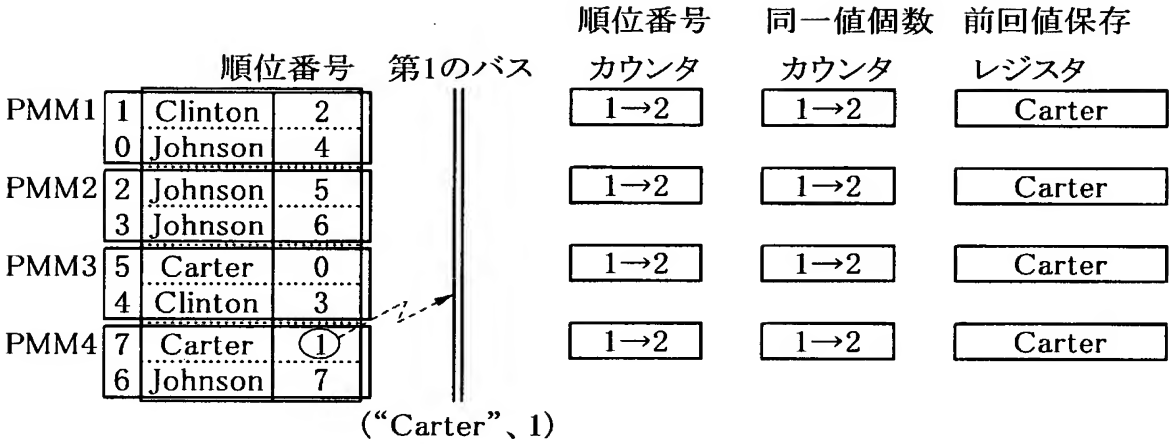 順位番号 同一値個数 前回値保存
順位番号 第1のバス カウンタ カウンタ レジスタ
PMM1 1 Clinton 2 1→2 1→2 Carter
0 Johnson 4
PMM2 2 Johnson 5 1→2 1→2 Carter
3 Johnson 6
PMM3 5 Carter 0 1→2 1→2 Carter
4 Clinton 3
PMM4 7 Carter 1 1→2 1→2 Carter
6 Johnson 7
(“Carter”、1)